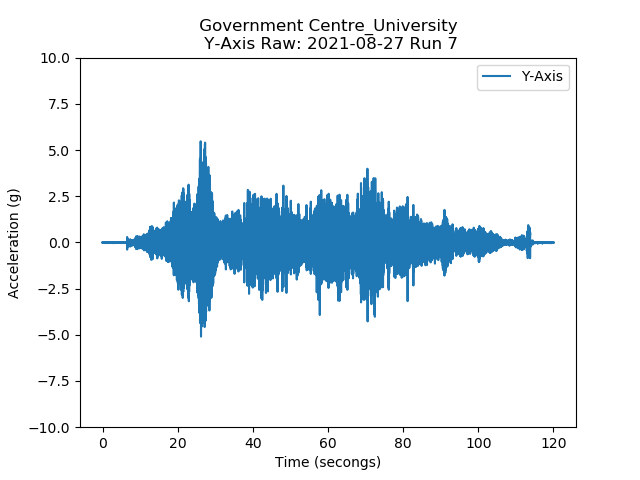 Government Centre_University
Y-Axis Raw: 2021-08-27 Run 7
Y-Axis
10.0
7.5
5.0
2.5
0.0
−2.5
−5.0
−7.5
−10.0
Acceleration (g)
0 20 40 60 80 100 120
Time (secongs)